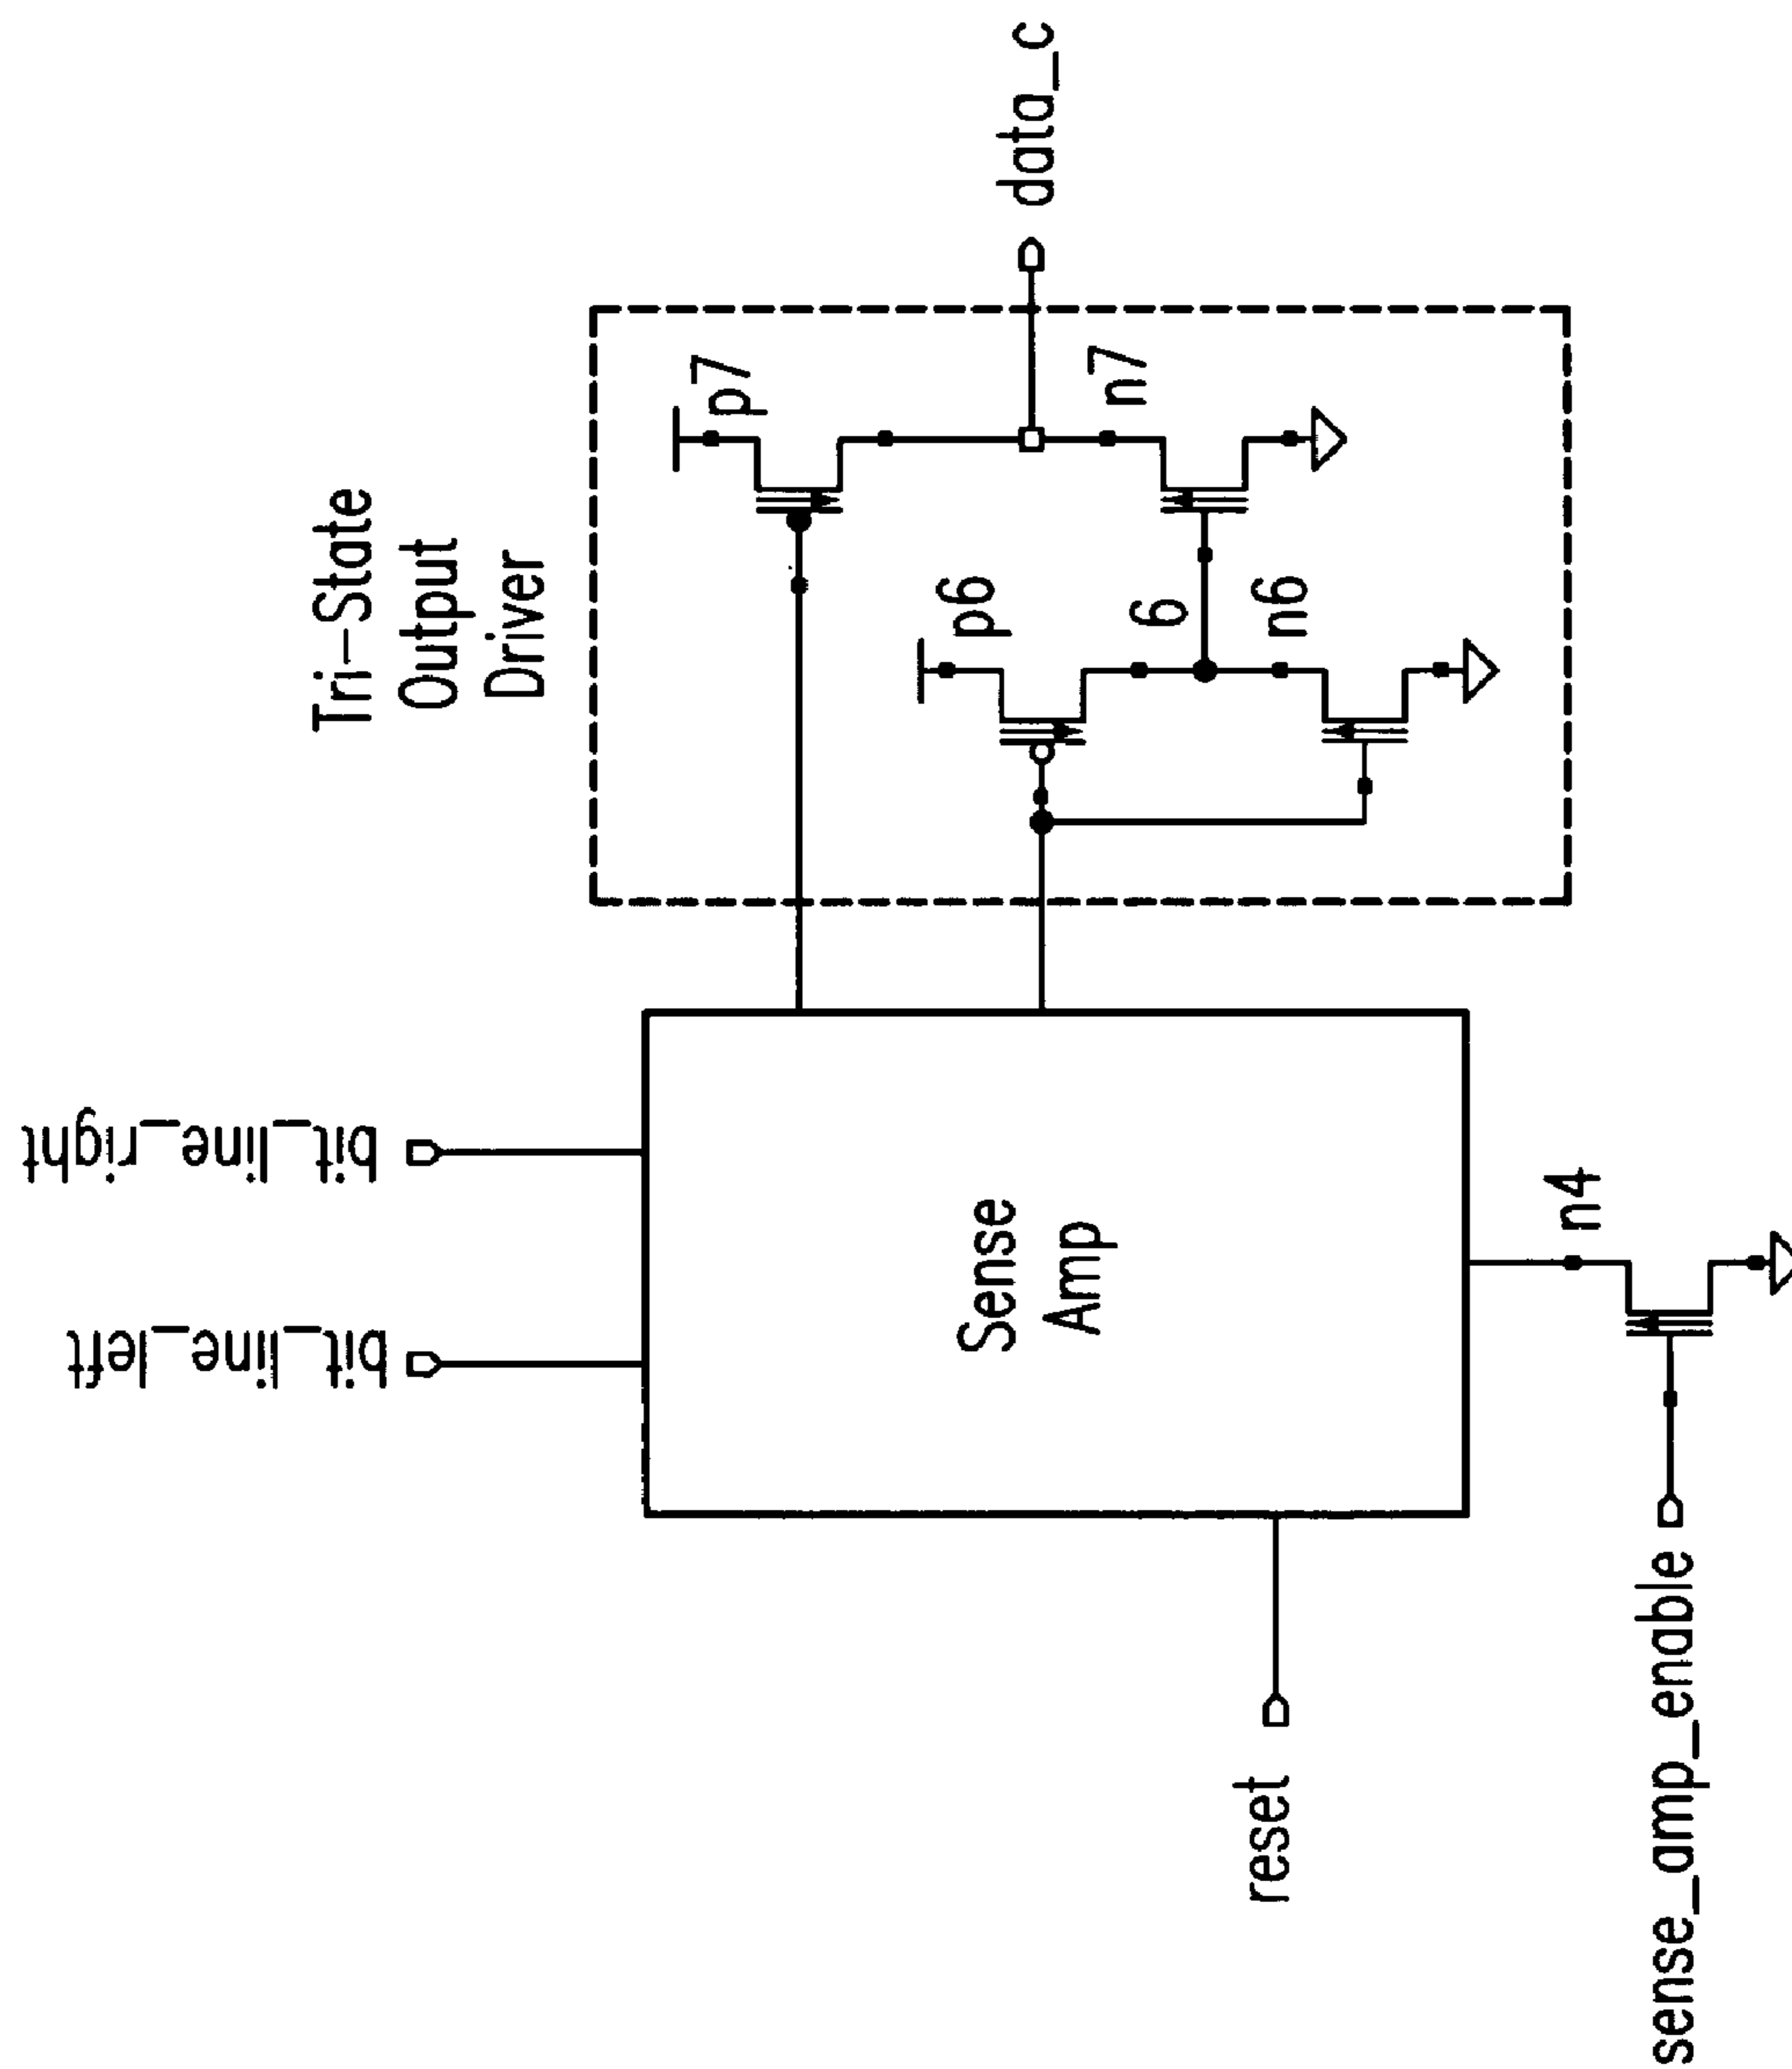 Tri-State
Output
Driver
data_c
p7
n7
p6
6
n6
bit_line_right
bit_line_left
Sense
Amp
n4
reset
sense_amp_enable